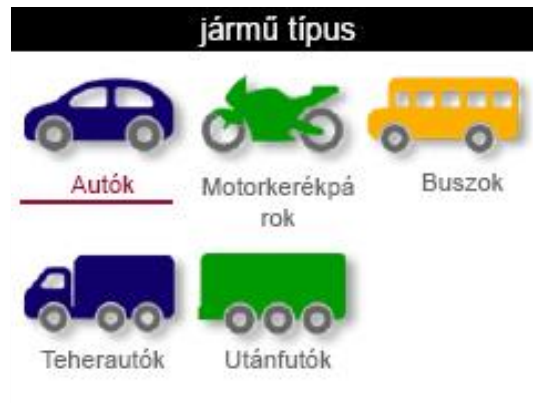 jármű típus
Autók
Motorkerékpá
rok
Buszok
Teherautók
Utánfutók